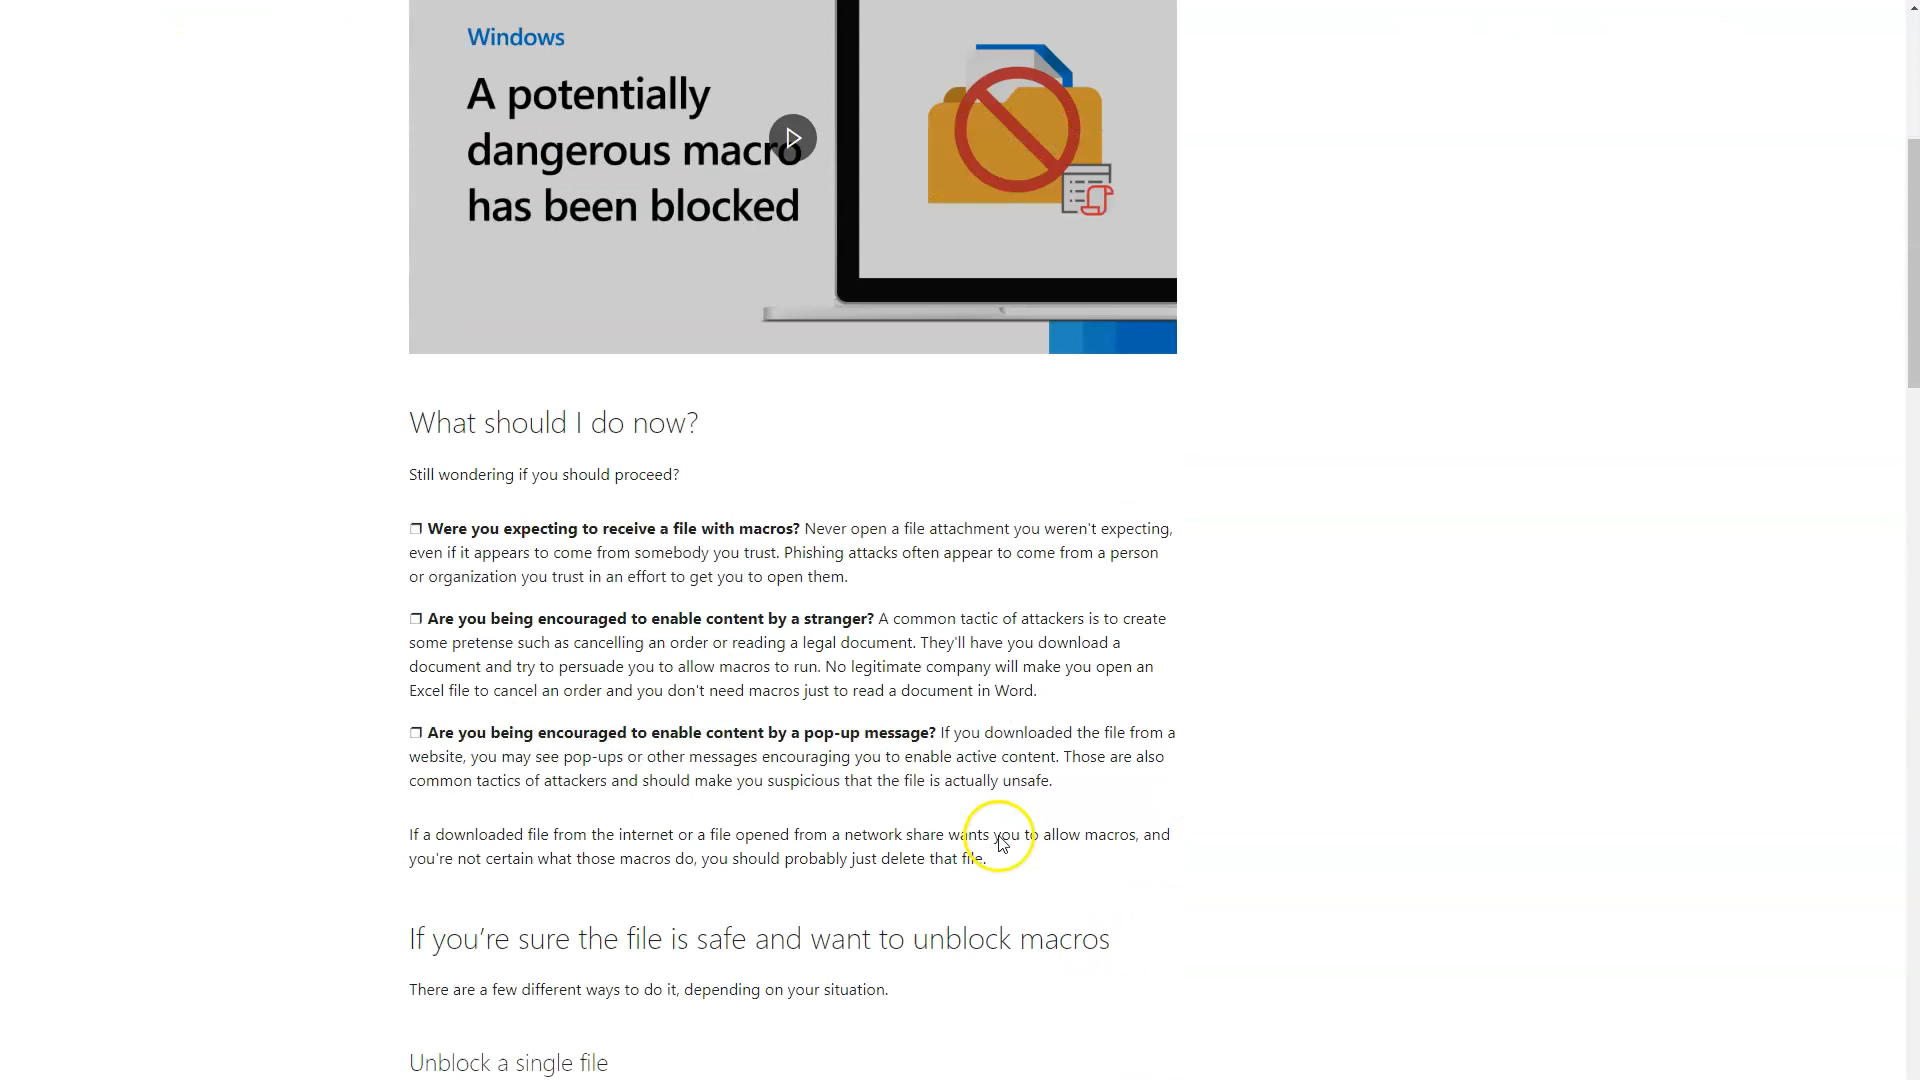 Windows
A potentially
dangerous macro
has been blocked
What should I do now?
Still wondering if you should proceed?
❒ Were you expecting to receive a file with macros? Never open a file attachment you weren't expecting,
even if it appears to come from somebody you trust. Phishing attacks often appear to come from a person
or organization you trust in an effort to get you to open them.
❒ Are you being encouraged to enable content by a stranger? A common tactic of attackers is to create
some pretense such as cancelling an order or reading a legal document. They'll have you download a
document and try to persuade you to allow macros to run. No legitimate company will make you open an
Excel file to cancel an order and you don't need macros just to read a document in Word.
❒ Are you being encouraged to enable content by a pop-up message? If you downloaded the file from a
website, you may see pop-ups or other messages encouraging you to enable active content. Those are also
common tactics of attackers and should make you suspicious that the file is actually unsafe.
If a downloaded file from the internet or a file opened from a network share wants you to allow macros, and
you're not certain what those macros do, you should probably just delete that file.
If you’re sure the file is safe and want to unblock macros
There are a few different ways to do it, depending on your situation.
Unblock a single file